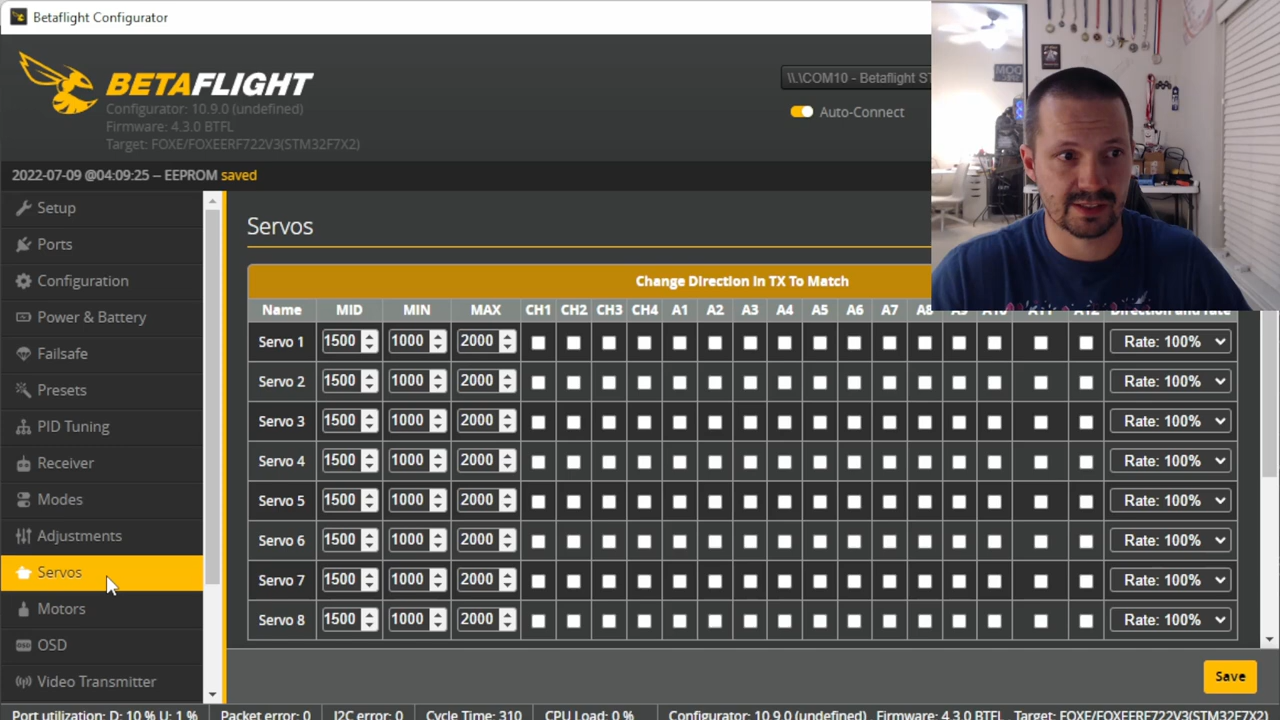 Betaflight Configurator
BETAFLIGHT
Configurator: 10.9.0 (undefined)
Firmware: 4.3.0 BTFL
Target: FOXE/FOXEERF722V3(STM32F7X2)
\\.\COM10 - Betaflight ST
Auto-Connect
2022-07-09 @04:09:25 -- EEPROM saved
Setup
Ports
Configuration
Power & Battery
Failsafe
Presets
PID Tuning
Receiver
Modes
Adjustments
Servos
Motors
OSD
Video Transmitter
Servos
Change Direction In TX To Match
Name MID MIN MAX CH1 CH2 CH3 CH4 A1 A2 A3 A4 A5 A6 A7 A8 A9 A10 A11 A12 Direction and rate
Servo 1 1500 1000 2000 Rate: 100%
Servo 2 1500 1000 2000 Rate: 100%
Servo 3 1500 1000 2000 Rate: 100%
Servo 4 1500 1000 2000 Rate: 100%
Servo 5 1500 1000 2000 Rate: 100%
Servo 6 1500 1000 2000 Rate: 100%
Servo 7 1500 1000 2000 Rate: 100%
Servo 8 1500 1000 2000 Rate: 100%
Save
Port utilization: D: 10 % U: 1 % Packet error: 0 I2C error: 0 Cycle Time: 310 CPU Load: 0 % Configurator: 10.9.0 (undefined) Firmware: 4.3.0 BTFL Target: FOXE/FOXEERF722V3(STM32F7X2)